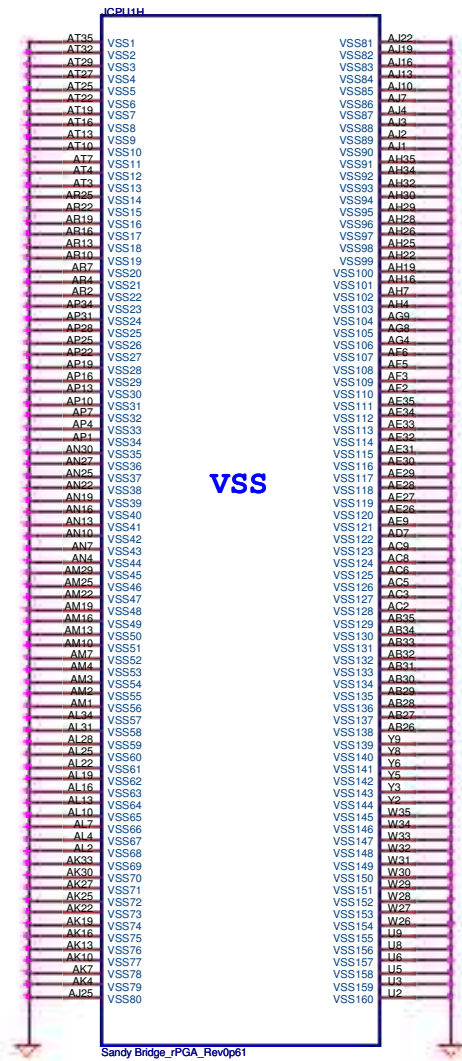 JCPU1H
AT35 VSS1 VSS81 AJ22
AT32 VSS2 VSS82 AJ19
AT29 VSS3 VSS83 AJ16
AT27 VSS4 VSS84 AJ13
AT25 VSS5 VSS85 AJ10
AT22 VSS6 VSS86 AJ7
AT19 VSS7 VSS87 AJ4
AT16 VSS8 VSS88 AJ3
AT13 VSS9 VSS89 AJ2
AT10 VSS10 VSS90 AJ1
AT7 VSS11 VSS91 AH35
AT4 VSS12 VSS92 AH34
AT3 VSS13 VSS93 AH32
AR25 VSS14 VSS94 AH30
AR22 VSS15 VSS95 AH29
AR19 VSS16 VSS96 AH28
AR16 VSS17 VSS97 AH26
AR13 VSS18 VSS98 AH25
AR10 VSS19 VSS99 AH22
AR7 VSS20 VSS100 AH19
AR4 VSS21 VSS101 AH16
AR2 VSS22 VSS102 AH7
AP34 VSS23 VSS103 AH4
AP31 VSS24 VSS104 AG9
AP28 VSS25 VSS105 AG8
AP25 VSS26 VSS106 AG4
AP22 VSS27 VSS107 AF6
AP19 VSS28 VSS108 AF5
AP16 VSS29 VSS109 AF3
AP13 VSS30 VSS110 AF2
AP10 VSS31 VSS111 AE35
AP7 VSS32 VSS112 AE34
AP4 VSS33 VSS113 AE33
AP1 VSS34 VSS114 AE32
AN30 VSS35 VSS115 AE31
AN27 VSS36 VSS116 AE30
AN25 VSS37 VSS117 AE29
AN22 VSS38 VSS118 AE28
AN19 VSS39 VSS119 AE27
AN16 VSS40 VSS120 AE26
AN13 VSS41 VSS121 AE9
AN10 VSS42 VSS122 AD7
AN7 VSS43 VSS123 AC9
AN4 VSS44 VSS124 AC8
AM29 VSS45 VSS125 AC6
AM25 VSS46 VSS126 AC5
AM22 VSS47 VSS127 AC3
AM19 VSS48 VSS128 AC2
AM16 VSS49 VSS129 AB35
AM13 VSS50 VSS130 AB34
AM10 VSS51 VSS131 AB33
AM7 VSS52 VSS132 AB32
AM4 VSS53 VSS133 AB31
AM3 VSS54 VSS134 AB30
AM2 VSS55 VSS135 AB29
AM1 VSS56 VSS136 AB28
AL34 VSS57 VSS137 AB27
AL31 VSS58 VSS138 AB26
AL28 VSS59 VSS139 Y9
AL25 VSS60 VSS140 Y8
AL22 VSS61 VSS141 Y6
AL19 VSS62 VSS142 Y5
AL16 VSS63 VSS143 Y3
AL13 VSS64 VSS144 Y2
AL10 VSS65 VSS145 W35
AL7 VSS66 VSS146 W34
AL4 VSS67 VSS147 W33
AL2 VSS68 VSS148 W32
AK33 VSS69 VSS149 W31
AK30 VSS70 VSS150 W30
AK27 VSS71 VSS151 W29
AK25 VSS72 VSS152 W28
AK22 VSS73 VSS153 W27
AK19 VSS74 VSS154 W26
AK16 VSS75 VSS155 U9
AK13 VSS76 VSS156 U8
AK10 VSS77 VSS157 U6
AK7 VSS78 VSS158 U5
AK4 VSS79 VSS159 U3
AJ25 VSS80 VSS160 U2
VSS
Sandy Bridge_rPGA_Rev0p61